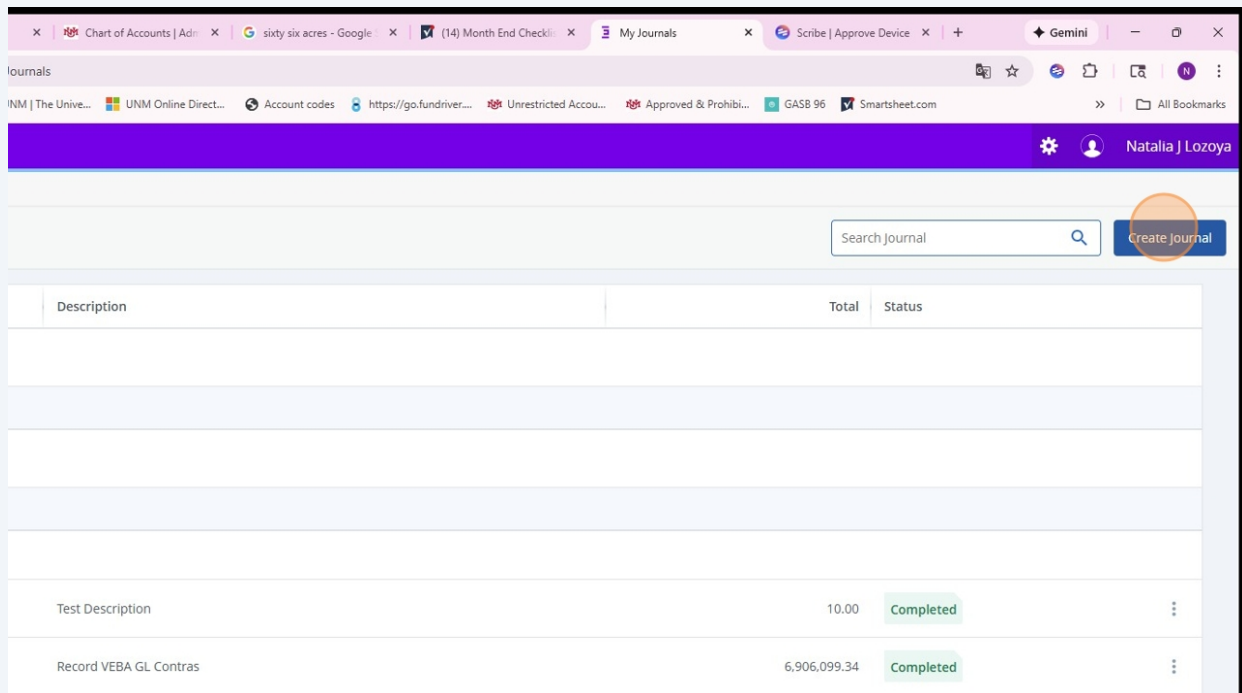 Chart of Accounts | Adm
sixty six acres - Google S
(14) Month End Checklis
My Journals
Scribe | Approve Device
Gemini
Journals
JNM | The Unive...
UNM Online Direct...
Account codes
https://go.fundriver....
Unrestricted Accou...
Approved & Prohibi...
GASB 96
Smartsheet.com
All Bookmarks
N
Natalia J Lozoya
Search Journal
Create Journal
Description
Total
Status
Test Description
10.00
Completed
Record VEBA GL Contras
6,906,099.34
Completed